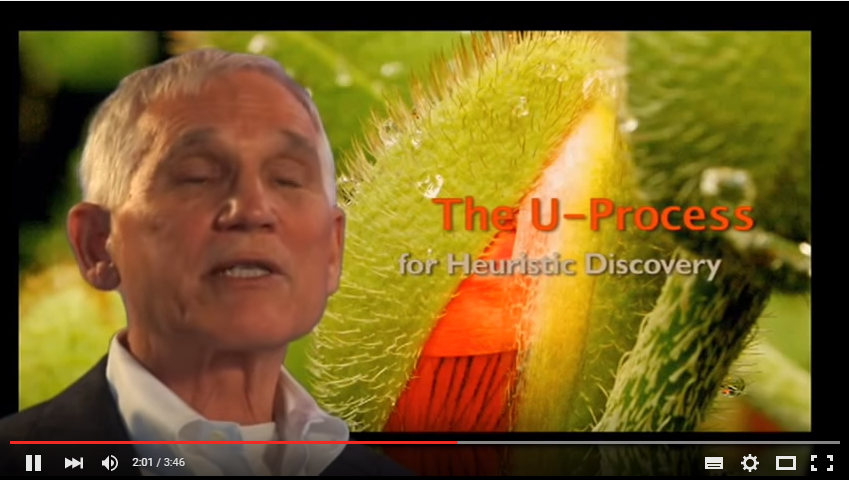 The U-Process
for Heuristic Discovery
2:01 / 3:46